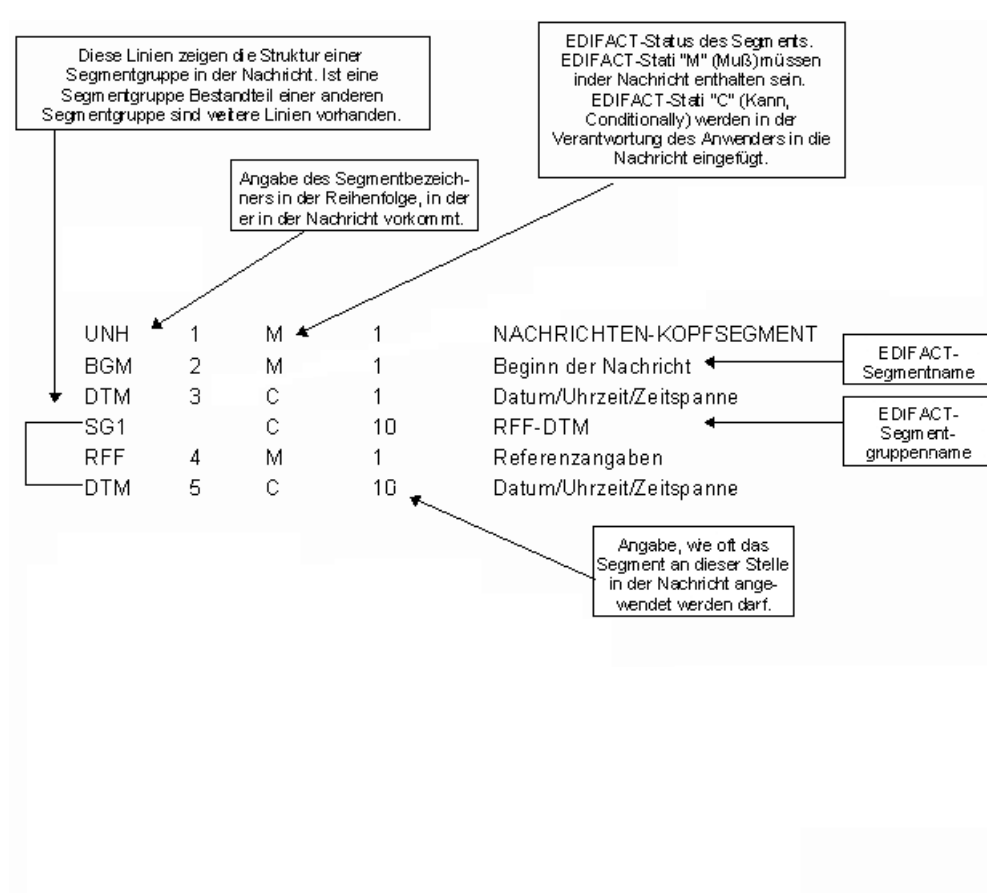 Diese Linien zeigen die Struktur einer
Segmentgruppe in der Nachricht. Ist eine
Segmentgruppe Bestandteil einer anderen
Segmentgruppe sind weitere Linien vorhanden.
EDIFACT-Status des Segments.
EDIFACT-Stati "M" (Muß) müssen
inder Nachricht enthalten sein.
EDIFACT-Stati "C" (Kann,
Conditionally) werden in der
Verantwortung des Anwenders in die
Nachricht eingefügt.
Angabe des Segmentbezeich-
ners in der Reihenfolge, in der
er in der Nachricht vorkommt.
UNH 1 M 1 NACHRICHTEN-KOPFSEGMENT
BGM 2 M 1 Beginn der Nachricht
DTM 3 C 1 Datum/Uhrzeit/Zeitspanne
SG1 C 10 RFF-DTM
RFF 4 M 1 Referenzangaben
DTM 5 C 10 Datum/Uhrzeit/Zeitspanne
EDIFACT-
Segmentname
EDIFACT-
Segment-
gruppenname
Angabe, wie oft das
Segment an dieser Stelle
in der Nachricht ange-
wendet werden darf.